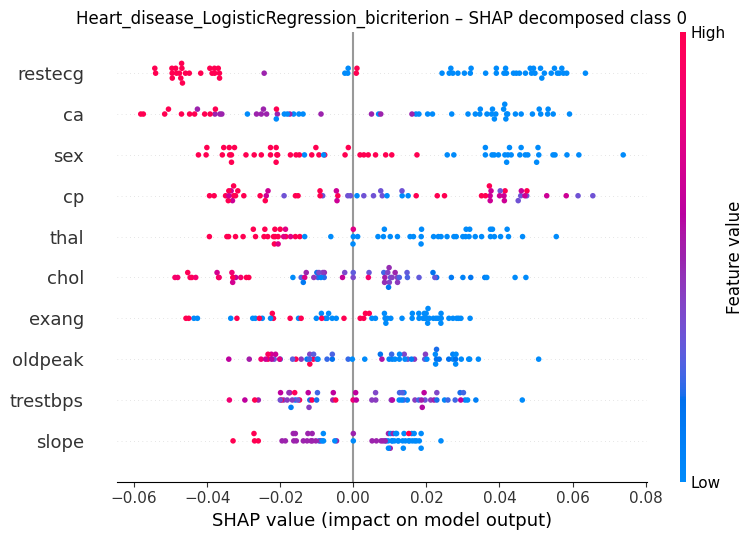 Heart_disease_LogisticRegression_bicriterion – SHAP decomposed class 0
High
restecg
ca
sex
cp
thal
chol
exang
oldpeak
trestbps
slope
Feature value
Low
−0.06 −0.04 −0.02 0.00 0.02 0.04 0.06 0.08
SHAP value (impact on model output)